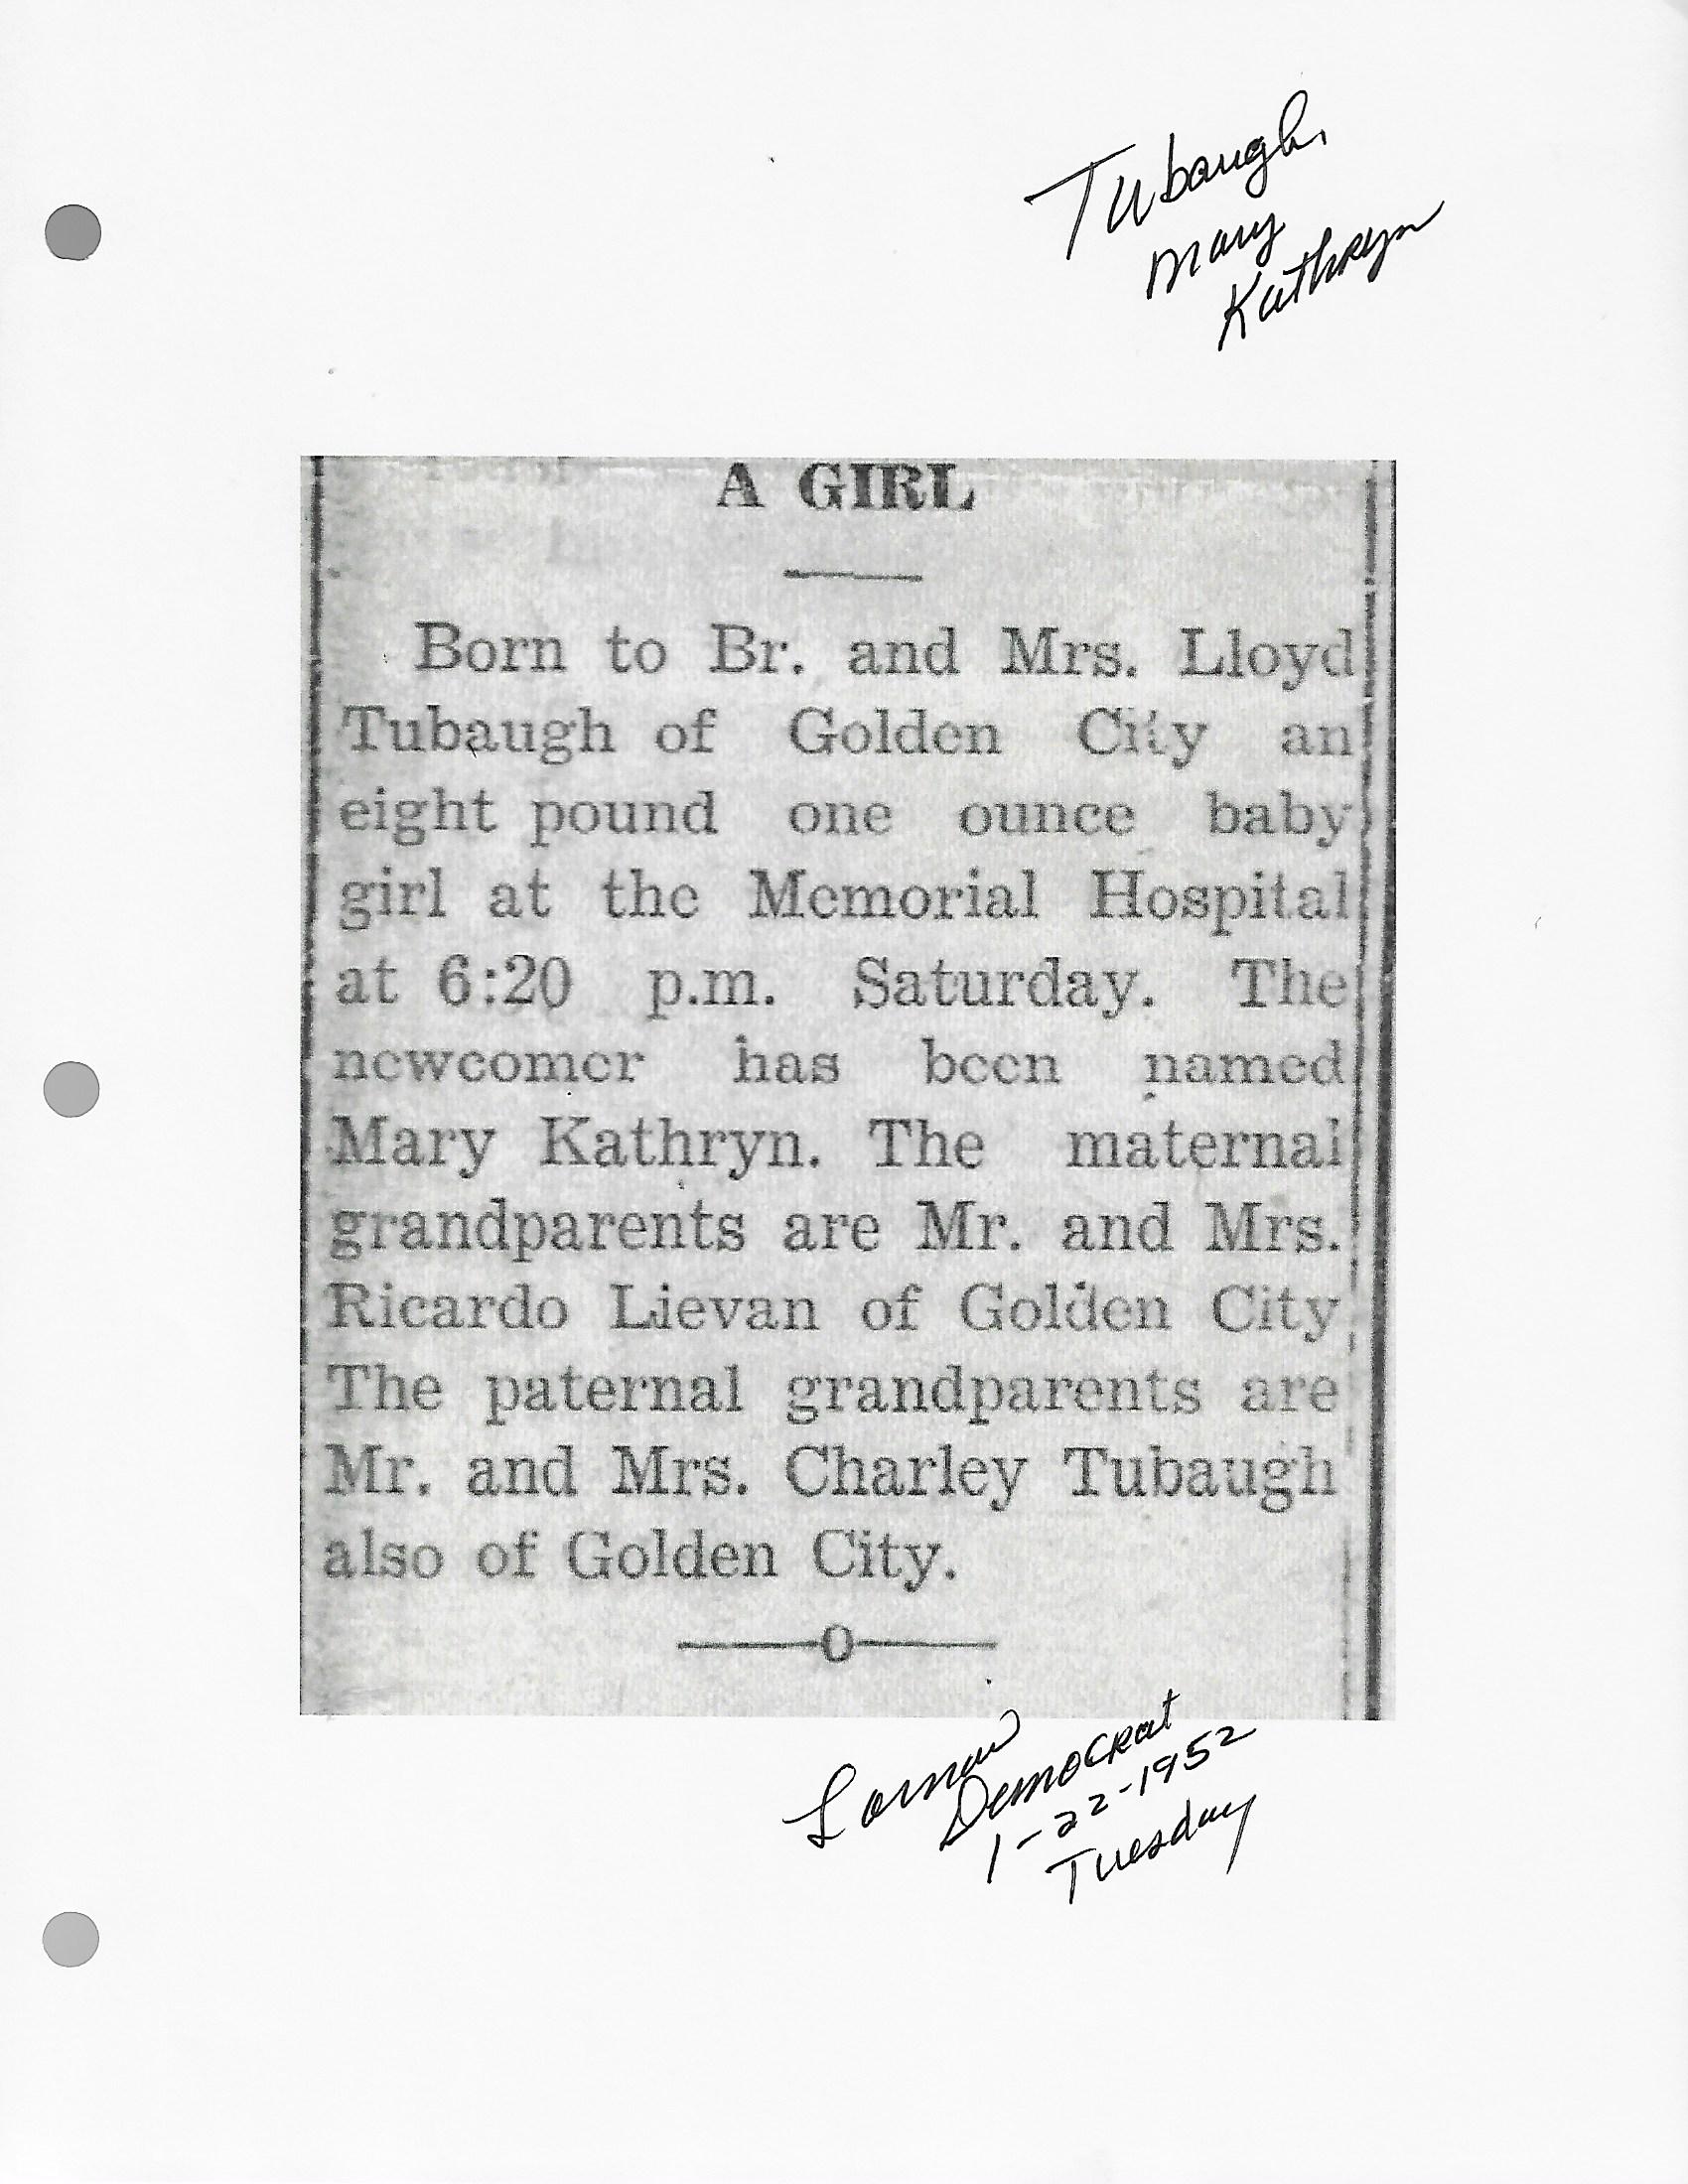 Tubaugh,
Mary
Kathryn
A GIRL
Born to Br. and Mrs. Lloyd
Tubaugh of Golden City an
eight pound one ounce baby
girl at the Memorial Hospital
at 6:20 p.m. Saturday. The
newcomer has been named
Mary Kathryn. The maternal
grandparents are Mr. and Mrs.
Ricardo Lievan of Golden City.
The paternal grandparents are
Mr. and Mrs. Charley Tubaugh
also of Golden City.
O
Lamar
Democrat
1-22-1952
Tuesday